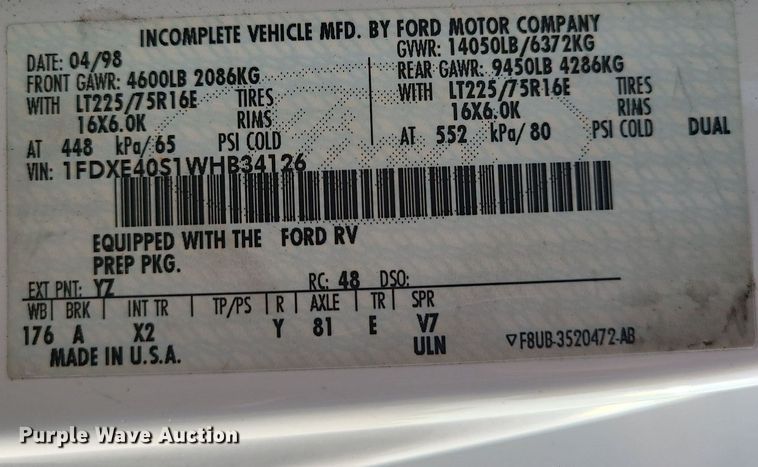 INCOMPLETE VEHICLE MFD. BY FORD MOTOR COMPANY
DATE: 04/98
GVWR: 14050LB/6372KG
FRONT GAWR: 4600LB 2086KG
REAR GAWR: 9450LB 4286KG
WITH LT225/75R16E TIRES
WITH LT225/75R16E TIRES
16X6.0K RIMS
16X6.0K RIMS
AT 448 kPa/65 PSI COLD
AT 552 kPa/80 PSI COLD DUAL
VIN: 1FDXE40S1WHB34126
EQUIPPED WITH THE FORD RV
PREP PKG.
EXT PNT: YZ RC: 48 DSO:
WB BRK INT TR TP/PS R AXLE TR SPR
176 A X2 Y 81 E V7
ULN
MADE IN U.S.A.
F8UB-3520472-AB
Purple Wave Auction